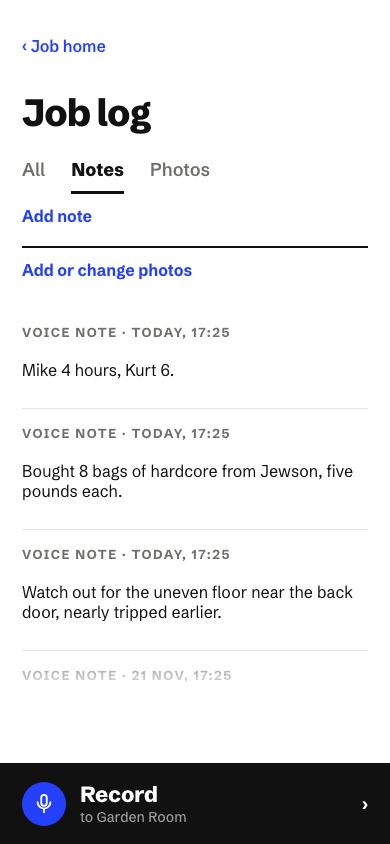 ‹ Job home
Job log
All Notes Photos
Add note
Add or change photos
VOICE NOTE · TODAY, 17:25
Mike 4 hours, Kurt 6.
VOICE NOTE · TODAY, 17:25
Bought 8 bags of hardcore from Jewson, five
pounds each.
VOICE NOTE · TODAY, 17:25
Watch out for the uneven floor near the back
door, nearly tripped earlier.
VOICE NOTE · 21 NOV, 17:25
Record
to Garden Room
›